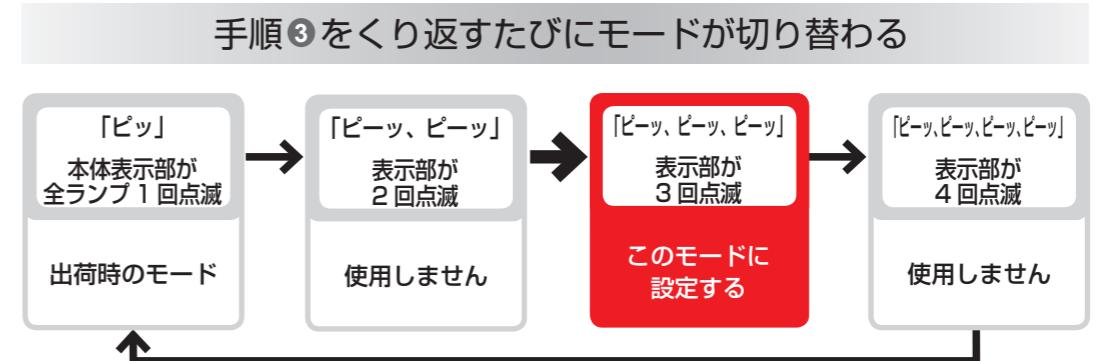 手順❸をくり返すたびにモードが切り替わる
「ピッ」
本体表示部が
全ランプ1回点滅
出荷時のモード
「ピーッ、ピーッ」
表示部が
2回点滅
使用しません
「ピーッ、ピーッ、ピーッ」
表示部が
3回点滅
このモードに
設定する
「ピーッ、ピーッ、ピーッ、ピーッ」
表示部が
4回点滅
使用しません